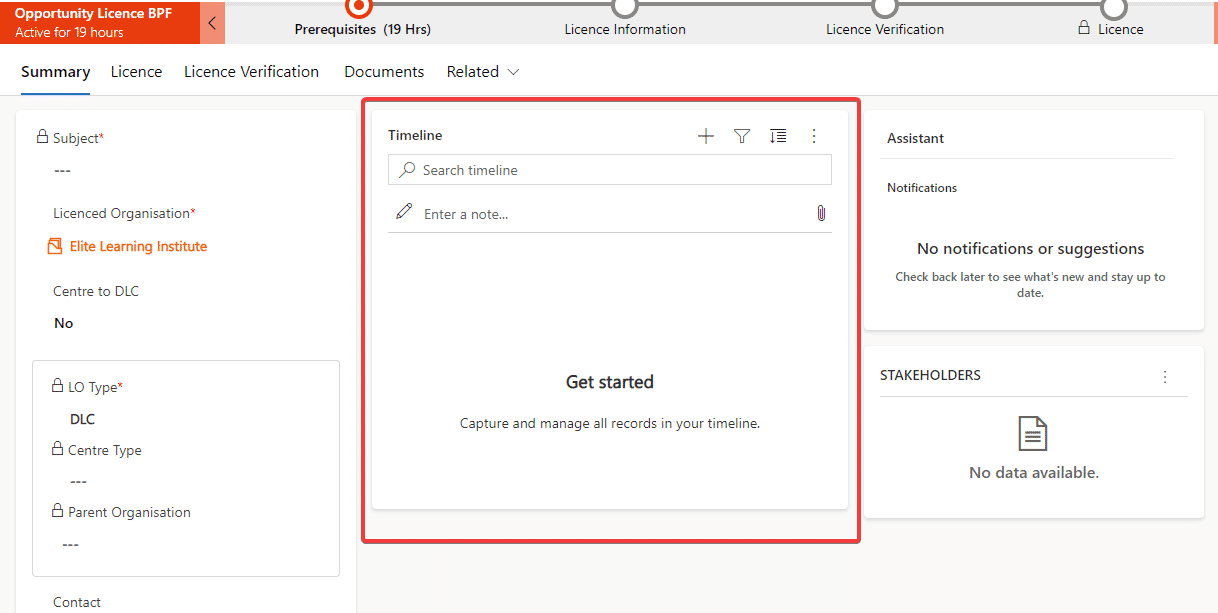 Opportunity Licence BPF
Active for 19 hours
Prerequisites (19 Hrs)
Licence Information
Licence Verification
Licence
Summary
Licence
Licence Verification
Documents
Related
Subject*
---
Licenced Organisation*
Elite Learning Institute
Centre to DLC
No
LO Type*
DLC
Centre Type
---
Parent Organisation
---
Contact
Timeline
Search timeline
Enter a note...
Get started
Capture and manage all records in your timeline.
Assistant
Notifications
No notifications or suggestions
Check back later to see what's new and stay up to
date.
STAKEHOLDERS
No data available.